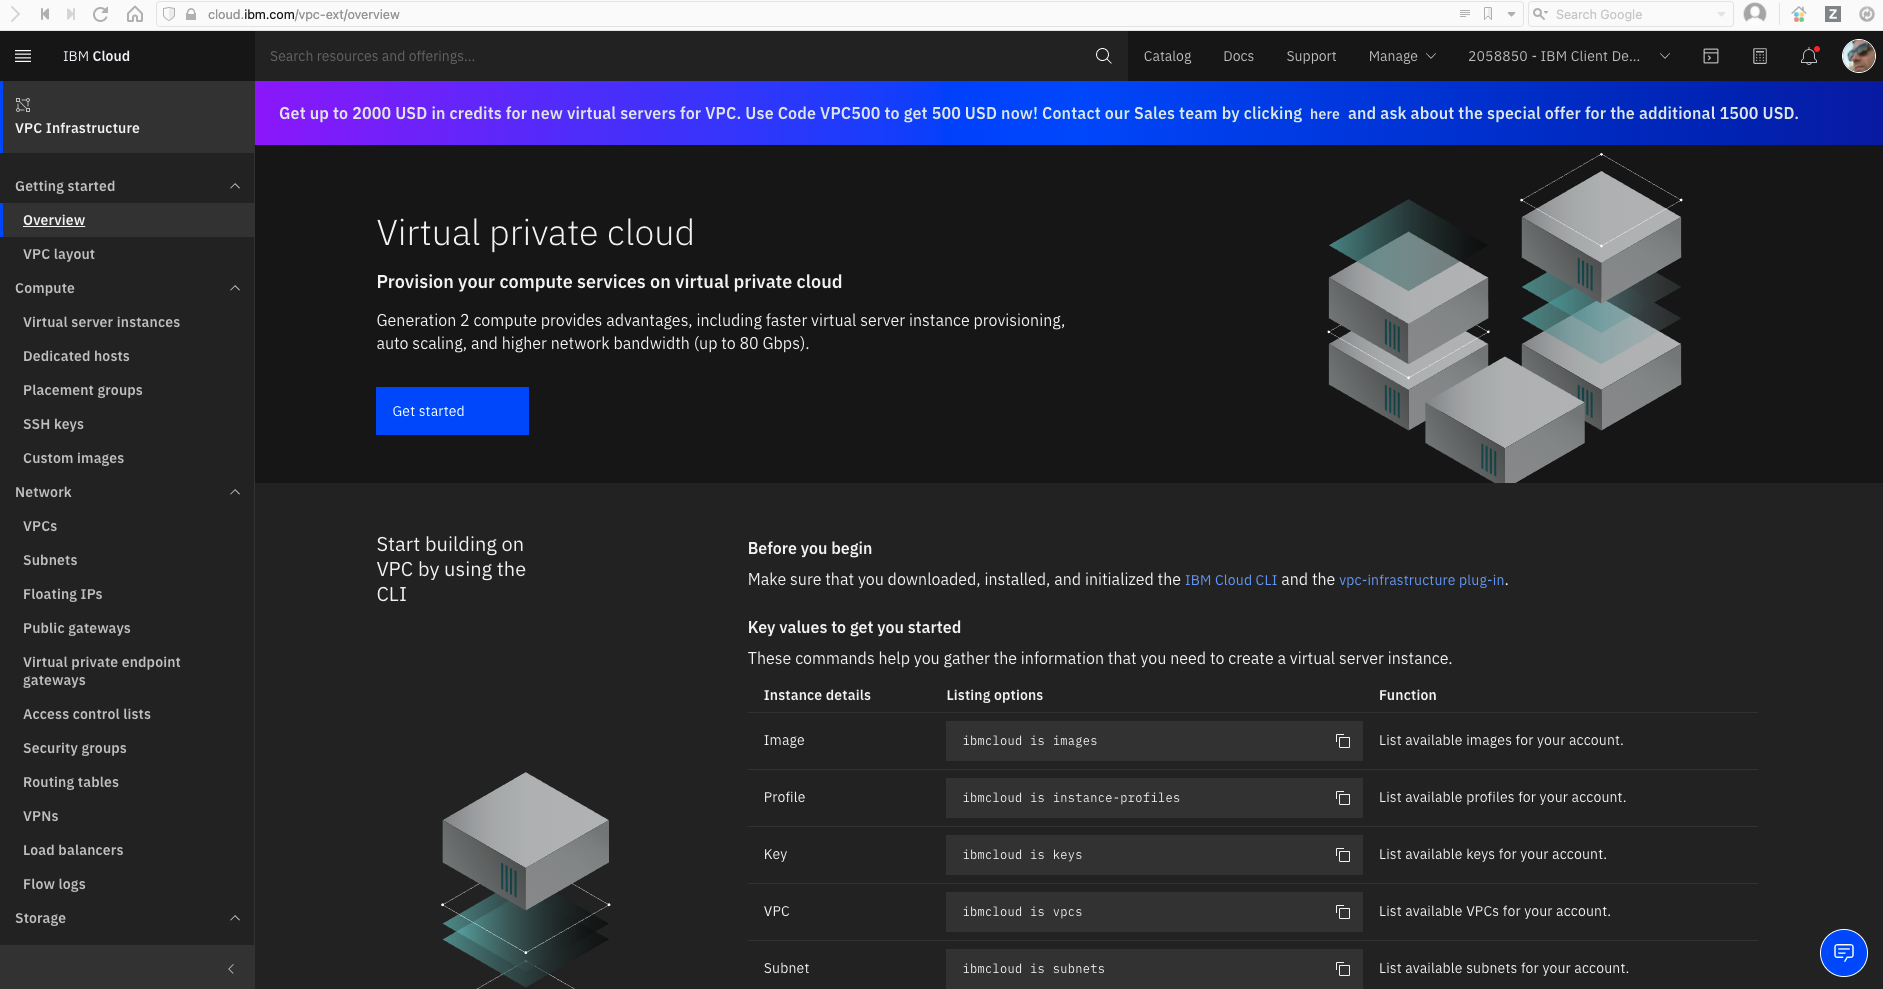 cloud.ibm.com/vpc-ext/overview
Search Google
Z
IBM Cloud
Search resources and offerings...
Catalog
Docs
Support
Manage
2058850 - IBM Client De...
VPC Infrastructure
Get up to 2000 USD in credits for new virtual servers for VPC. Use Code VPC500 to get 500 USD now! Contact our Sales team by clicking here and ask about the special offer for the additional 1500 USD.
Getting started
Overview
VPC layout
Compute
Virtual server instances
Dedicated hosts
Placement groups
SSH keys
Custom images
Network
VPCs
Subnets
Floating IPs
Public gateways
Virtual private endpoint
gateways
Access control lists
Security groups
Routing tables
VPNs
Load balancers
Flow logs
Storage
Virtual private cloud
Provision your compute services on virtual private cloud
Generation 2 compute provides advantages, including faster virtual server instance provisioning,
auto scaling, and higher network bandwidth (up to 80 Gbps).
Get started
Start building on
VPC by using the
CLI
Before you begin
Make sure that you downloaded, installed, and initialized the IBM Cloud CLI and the vpc-infrastructure plug-in.
Key values to get you started
These commands help you gather the information that you need to create a virtual server instance.
Instance details Listing options Function
Image ibmcloud is images List available images for your account.
Profile ibmcloud is instance-profiles List available profiles for your account.
Key ibmcloud is keys List available keys for your account.
VPC ibmcloud is vpcs List available VPCs for your account.
Subnet ibmcloud is subnets List available subnets for your account.